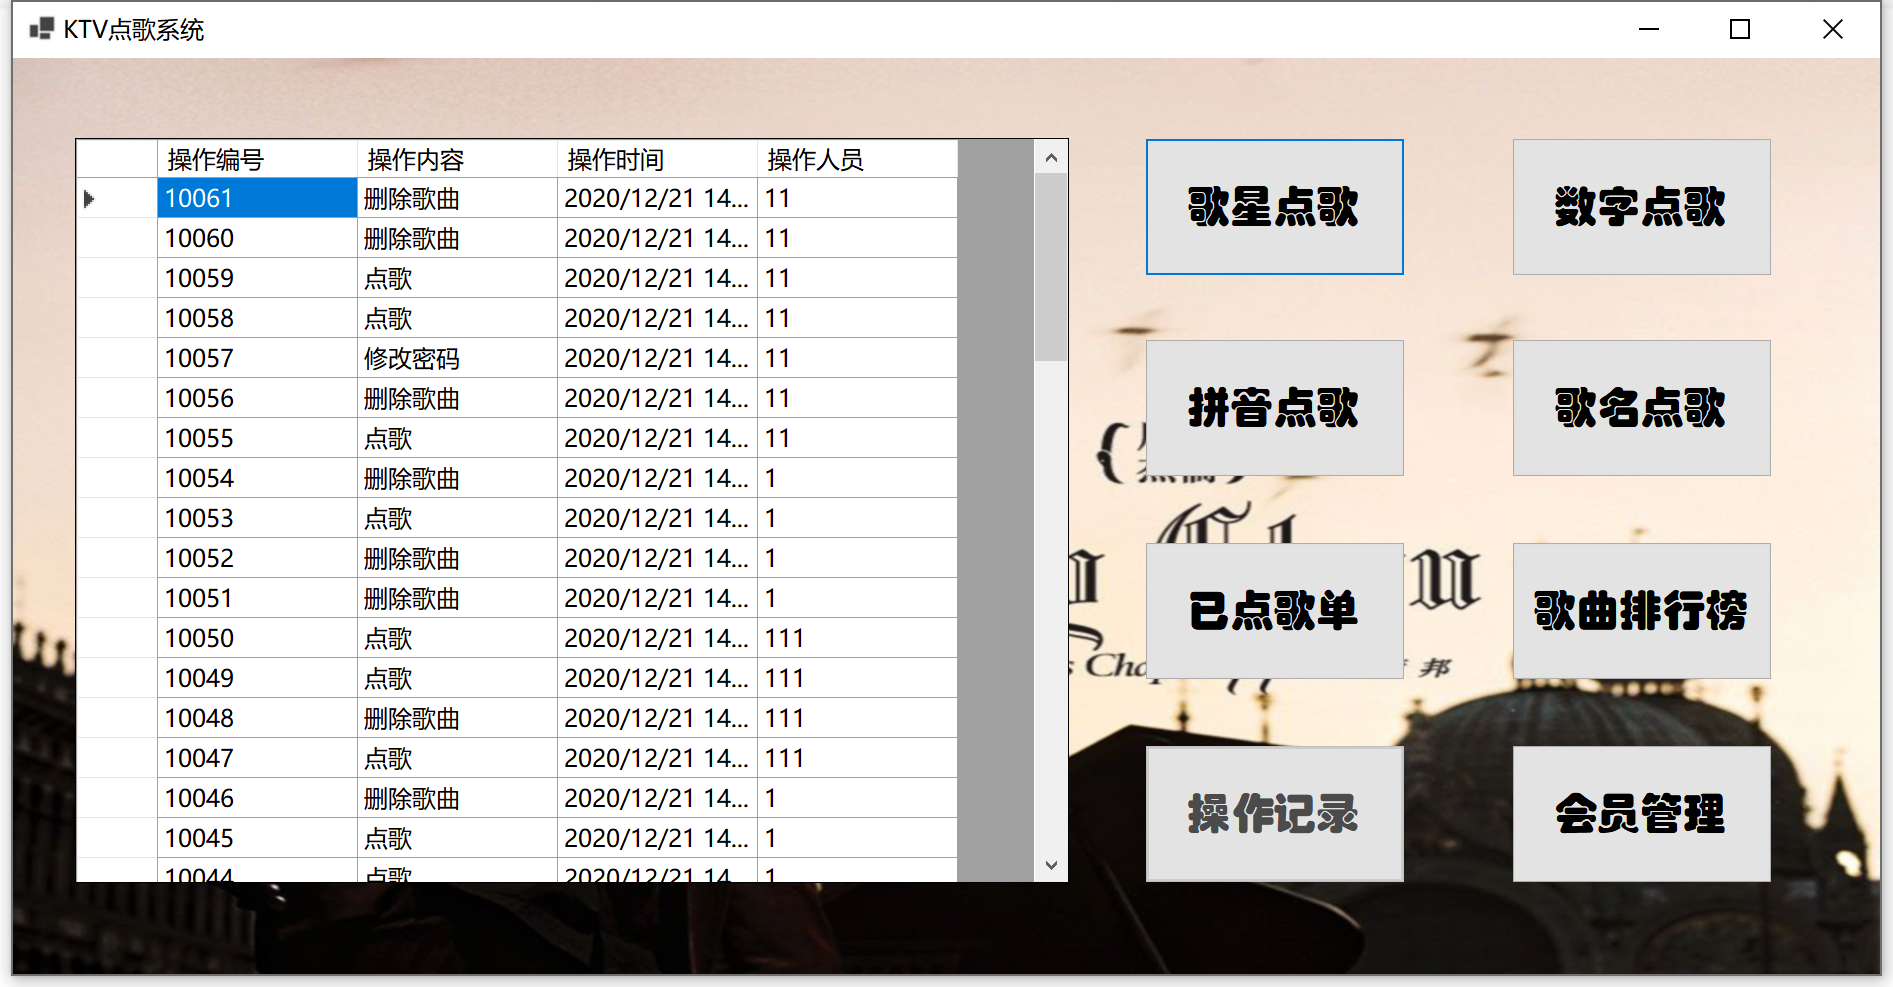 KTV点歌系统
操作编号 操作内容 操作时间 操作人员
10061 删除歌曲 2020/12/21 14... 11
10060 删除歌曲 2020/12/21 14... 11
10059 点歌 2020/12/21 14... 11
10058 点歌 2020/12/21 14... 11
10057 修改密码 2020/12/21 14... 11
10056 删除歌曲 2020/12/21 14... 11
10055 点歌 2020/12/21 14... 11
10054 删除歌曲 2020/12/21 14... 1
10053 点歌 2020/12/21 14... 1
10052 删除歌曲 2020/12/21 14... 1
10051 删除歌曲 2020/12/21 14... 1
10050 点歌 2020/12/21 14... 111
10049 点歌 2020/12/21 14... 111
10048 删除歌曲 2020/12/21 14... 111
10047 点歌 2020/12/21 14... 111
10046 删除歌曲 2020/12/21 14... 1
10045 点歌 2020/12/21 14... 1
10044 点歌 2020/12/21 14... 1
歌星点歌 数字点歌
拼音点歌 歌名点歌
已点歌单 歌曲排行榜
邦
操作记录 会员管理